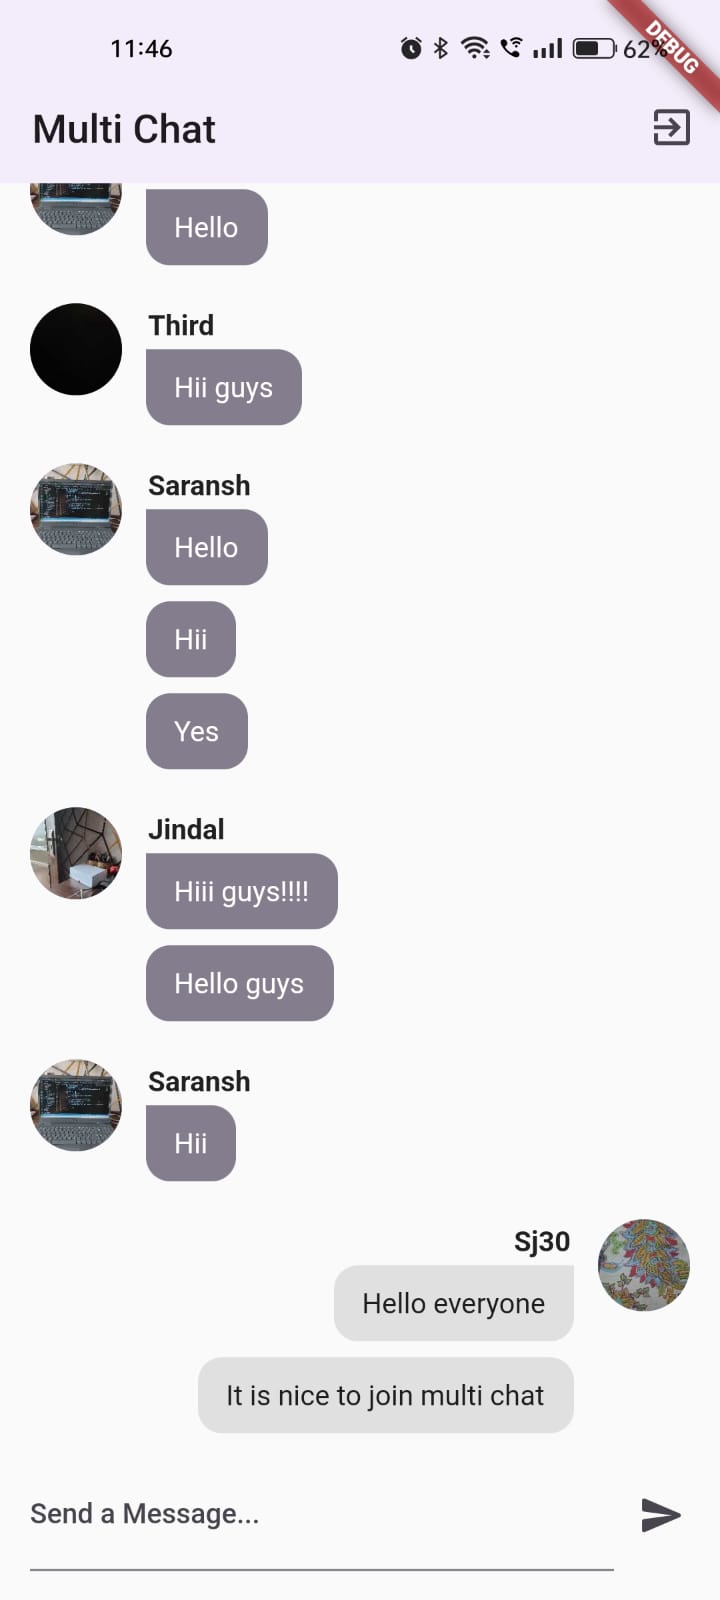 11:46
62%
DEBUG
Multi Chat
Hello
Third
Hii guys
Saransh
Hello
Hii
Yes
Jindal
Hiii guys!!!!
Hello guys
Saransh
Hii
Sj30
Hello everyone
It is nice to join multi chat
Send a Message...